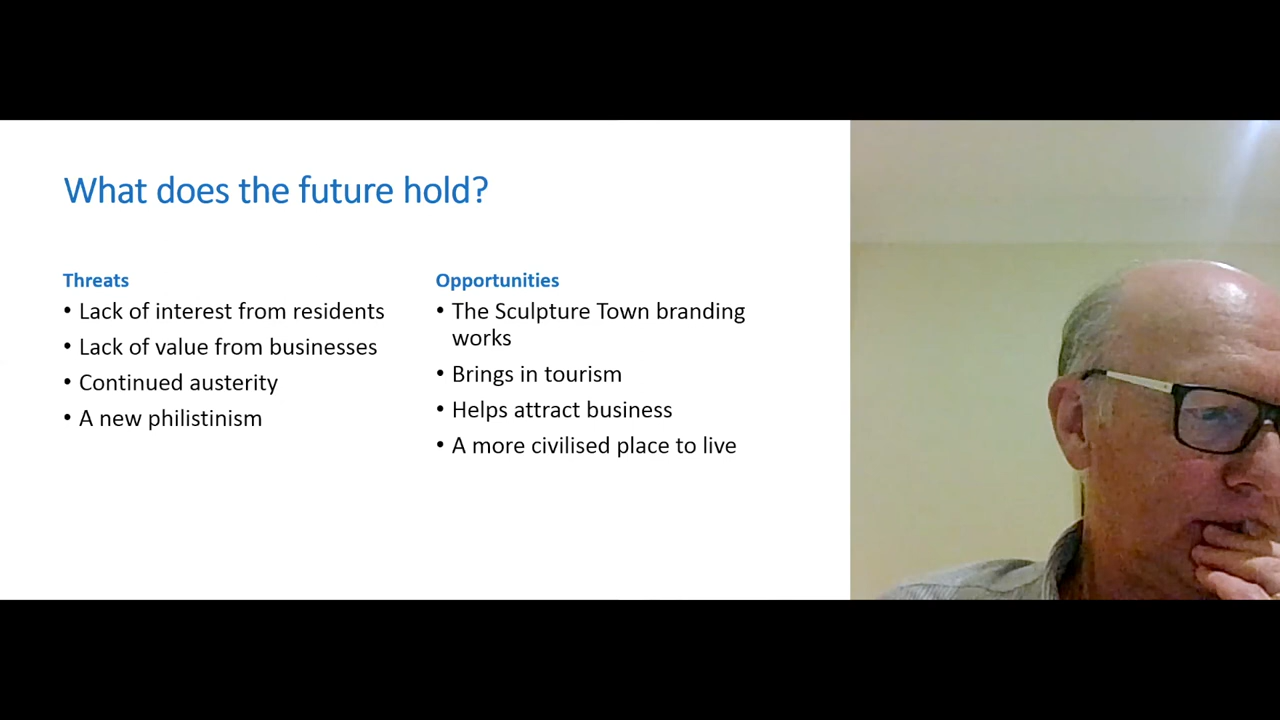 What does the future hold?
Threats
• Lack of interest from residents
• Lack of value from businesses
• Continued austerity
• A new philistinism
Opportunities
• The Sculpture Town branding
works
• Brings in tourism
• Helps attract business
• A more civilised place to live